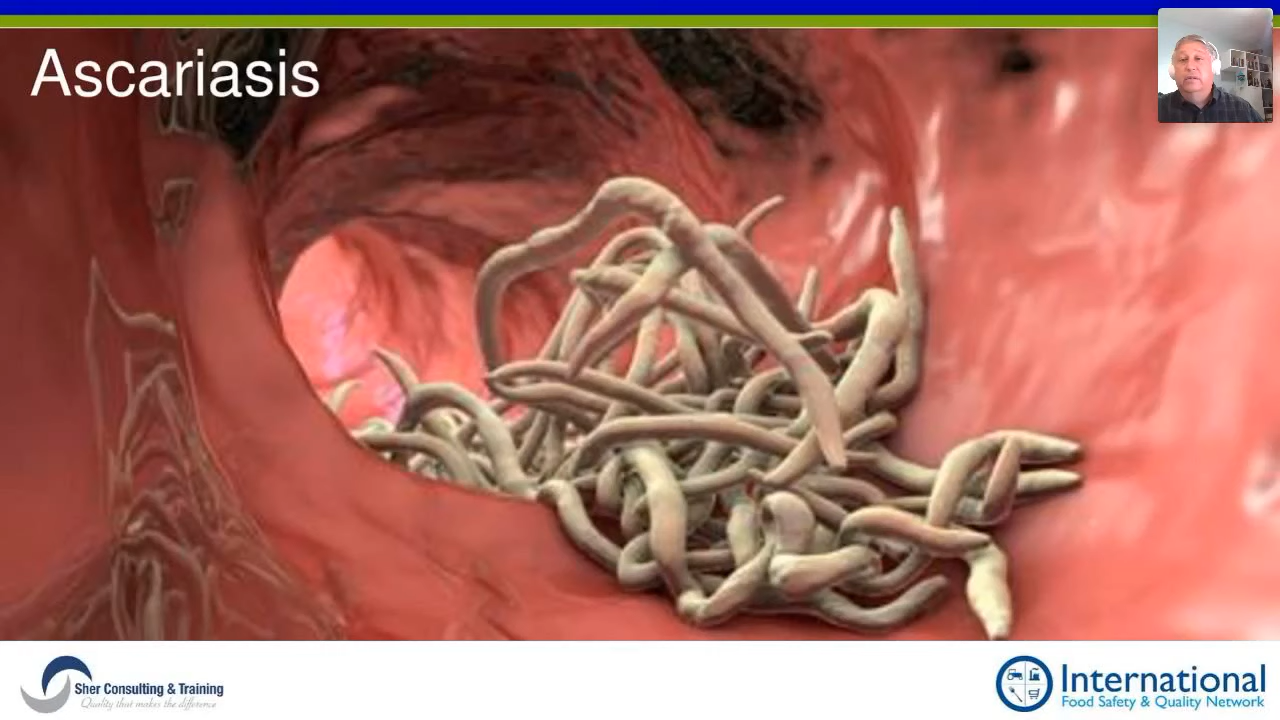 Ascariasis
Sher Consulting & Training
Quality that makes the difference
International
Food Safety & Quality Network